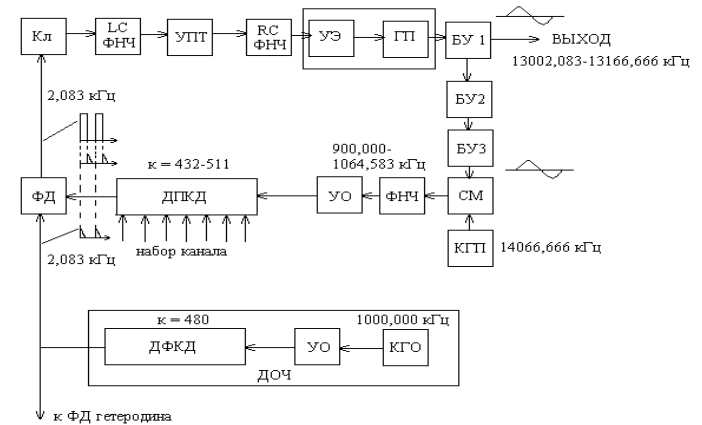 Кл
LC
ФНЧ
УПТ
RC
ФНЧ
УЭ
ГП
БУ 1
ВЫХОД
13002,083-13166,666 кГц
2,083 кГц
БУ2
БУ3
900,000-
1064,583 кГц
к = 432-511
ФД
ДПКД
УО
ФНЧ
СМ
набор канала
КГП
14066,666 кГц
2,083 кГц
к = 480
1000,000 кГц
ДФКД
УО
КГО
ДОЧ
к ФД гетеродина